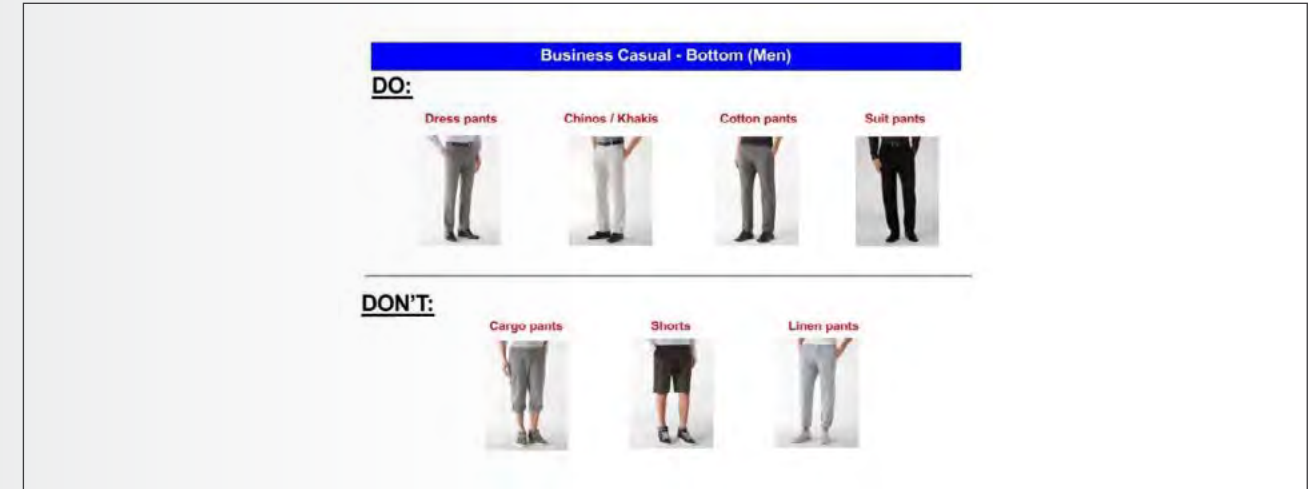 Business Casual - Bottom (Men)
DO:
Dress pants Chinos / Khakis Cotton pants Suit pants
DON'T:
Cargo pants Shorts Linen pants